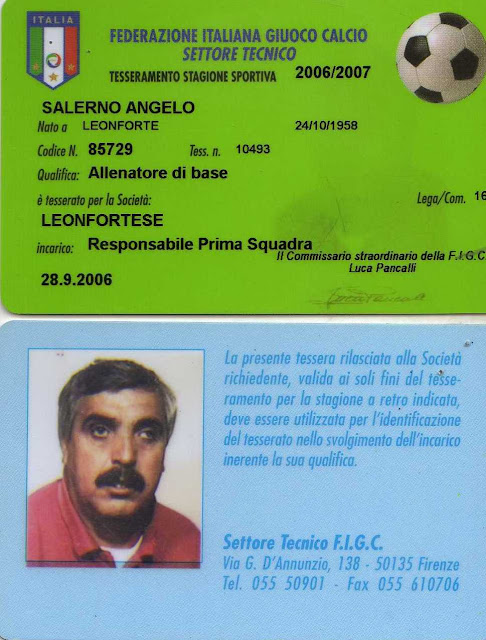 ITALIA
FEDERAZIONE ITALIANA GIUOCO CALCIO
SETTORE TECNICO
TESSERAMENTO STAGIONE SPORTIVA 2006/2007
SALERNO ANGELO
Nato a LEONFORTE 24/10/1958
Codice N. 85729 Tess. n. 10493
Qualifica: Allenatore di base
è tesserato per la Società: Lega/Com. 16
LEONFORTESE
incarico: Responsabile Prima Squadra
Il Commissario straordinario della F.I.G.C.
Luca Pancalli
28.9.2006
La presente tessera rilasciata alla Società
richiedente, valida ai soli fini del tesse-
ramento per la stagione a retro indicata,
deve essere utilizzata per l'identificazione
del tesserato nello svolgimento dell'incarico
inerente la sua qualifica.
Settore Tecnico F.I.G.C.
Via G. D'Annunzio, 138 - 50135 Firenze
Tel. 055 50901 - Fax 055 610706